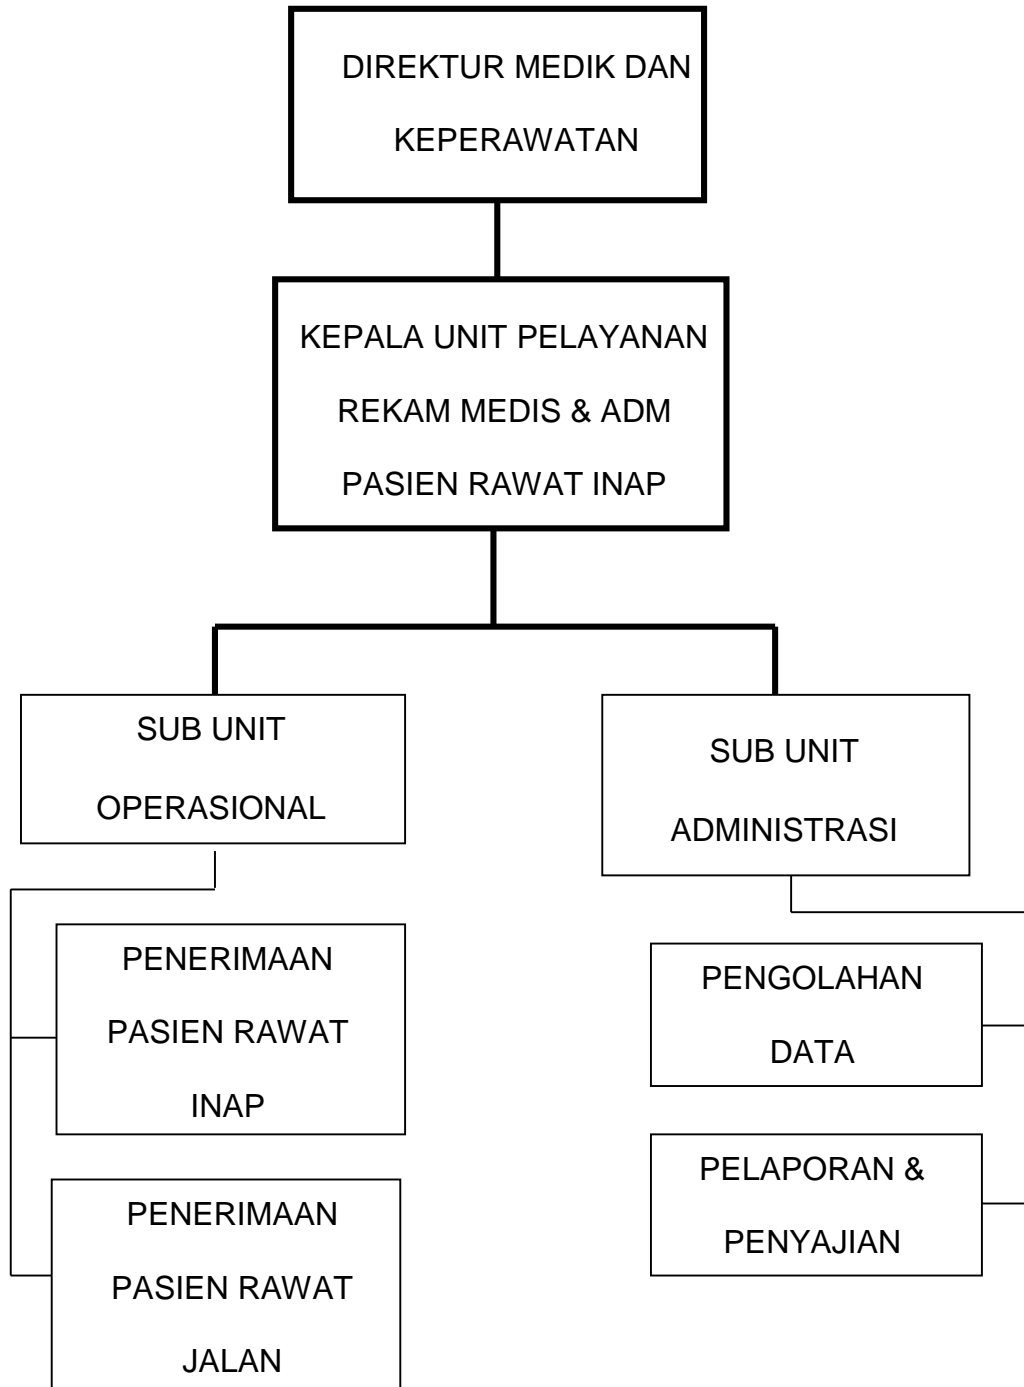 DIREKTUR MEDIK DAN
KEPERAWATAN
KEPALA UNIT PELAYANAN
REKAM MEDIS & ADM
PASIEN RAWAT INAP
SUB UNIT
OPERASIONAL
SUB UNIT
ADMINISTRASI
PENERIMAAN
PASIEN RAWAT
INAP
PENGOLAHAN
DATA
PENERIMAAN
PASIEN RAWAT
JALAN
PELAPORAN &
PENYAJIAN